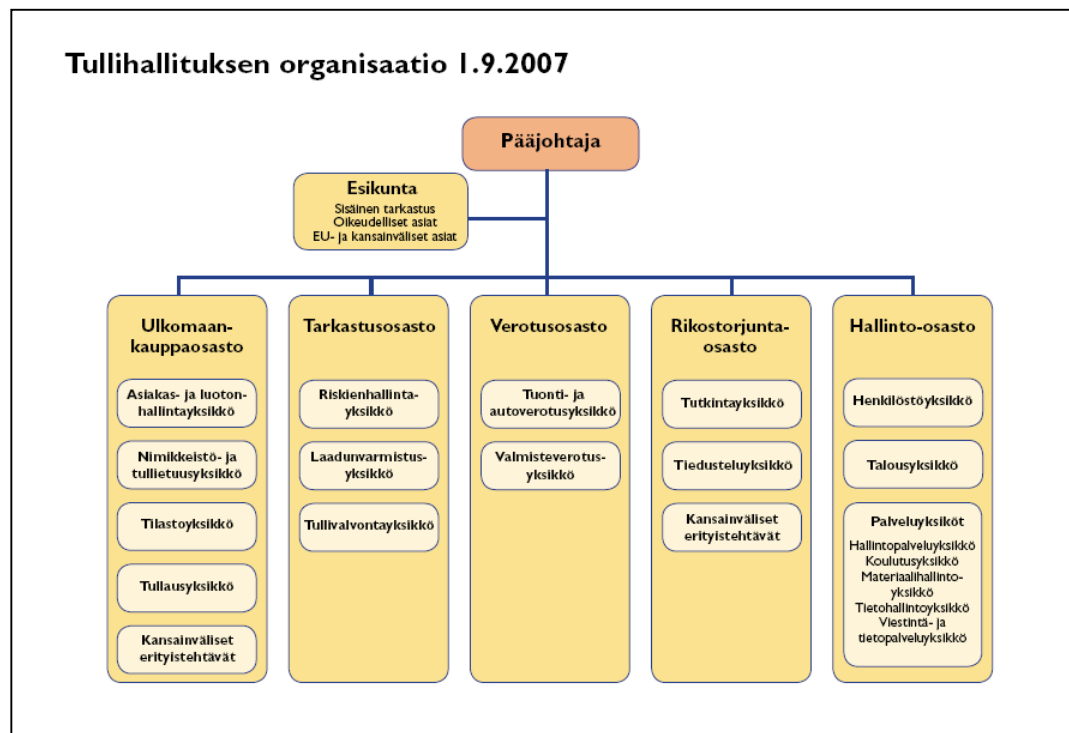 Tullihallituksen organisaatio 1.9.2007
Pääjohtaja
Esikunta
Sisäinen tarkastus
Oikeudelliset asiat
EU- ja kansainväliset asiat
Ulkomaan-
kauppaosasto
Asiakas- ja luoton-
hallintayksikkö
Nimikkeistö- ja
tullietuusyksikkö
Tilastoyksikkö
Tullausyksikkö
Kansainväliset
erityistehtävät
Tarkastusosasto
Riskienhallinta-
yksikkö
Laadunvarmistus-
yksikkö
Tullivalvontayksikkö
Verotusosasto
Tuonti- ja
autoverotusyksikkö
Valmisteverotus-
yksikkö
Rikostorjunta-
osasto
Tutkintayksikkö
Tiedusteluyksikkö
Kansainväliset
erityistehtävät
Hallinto-osasto
Henkilöstöyksikkö
Talousyksikkö
Palveluyksiköt
Hallintopalveluyksikkö
Koulutusyksikkö
Materiaalihallinto-
yksikkö
Tietohallintoyksikkö
Viestintä- ja
tietopalveluyksikkö